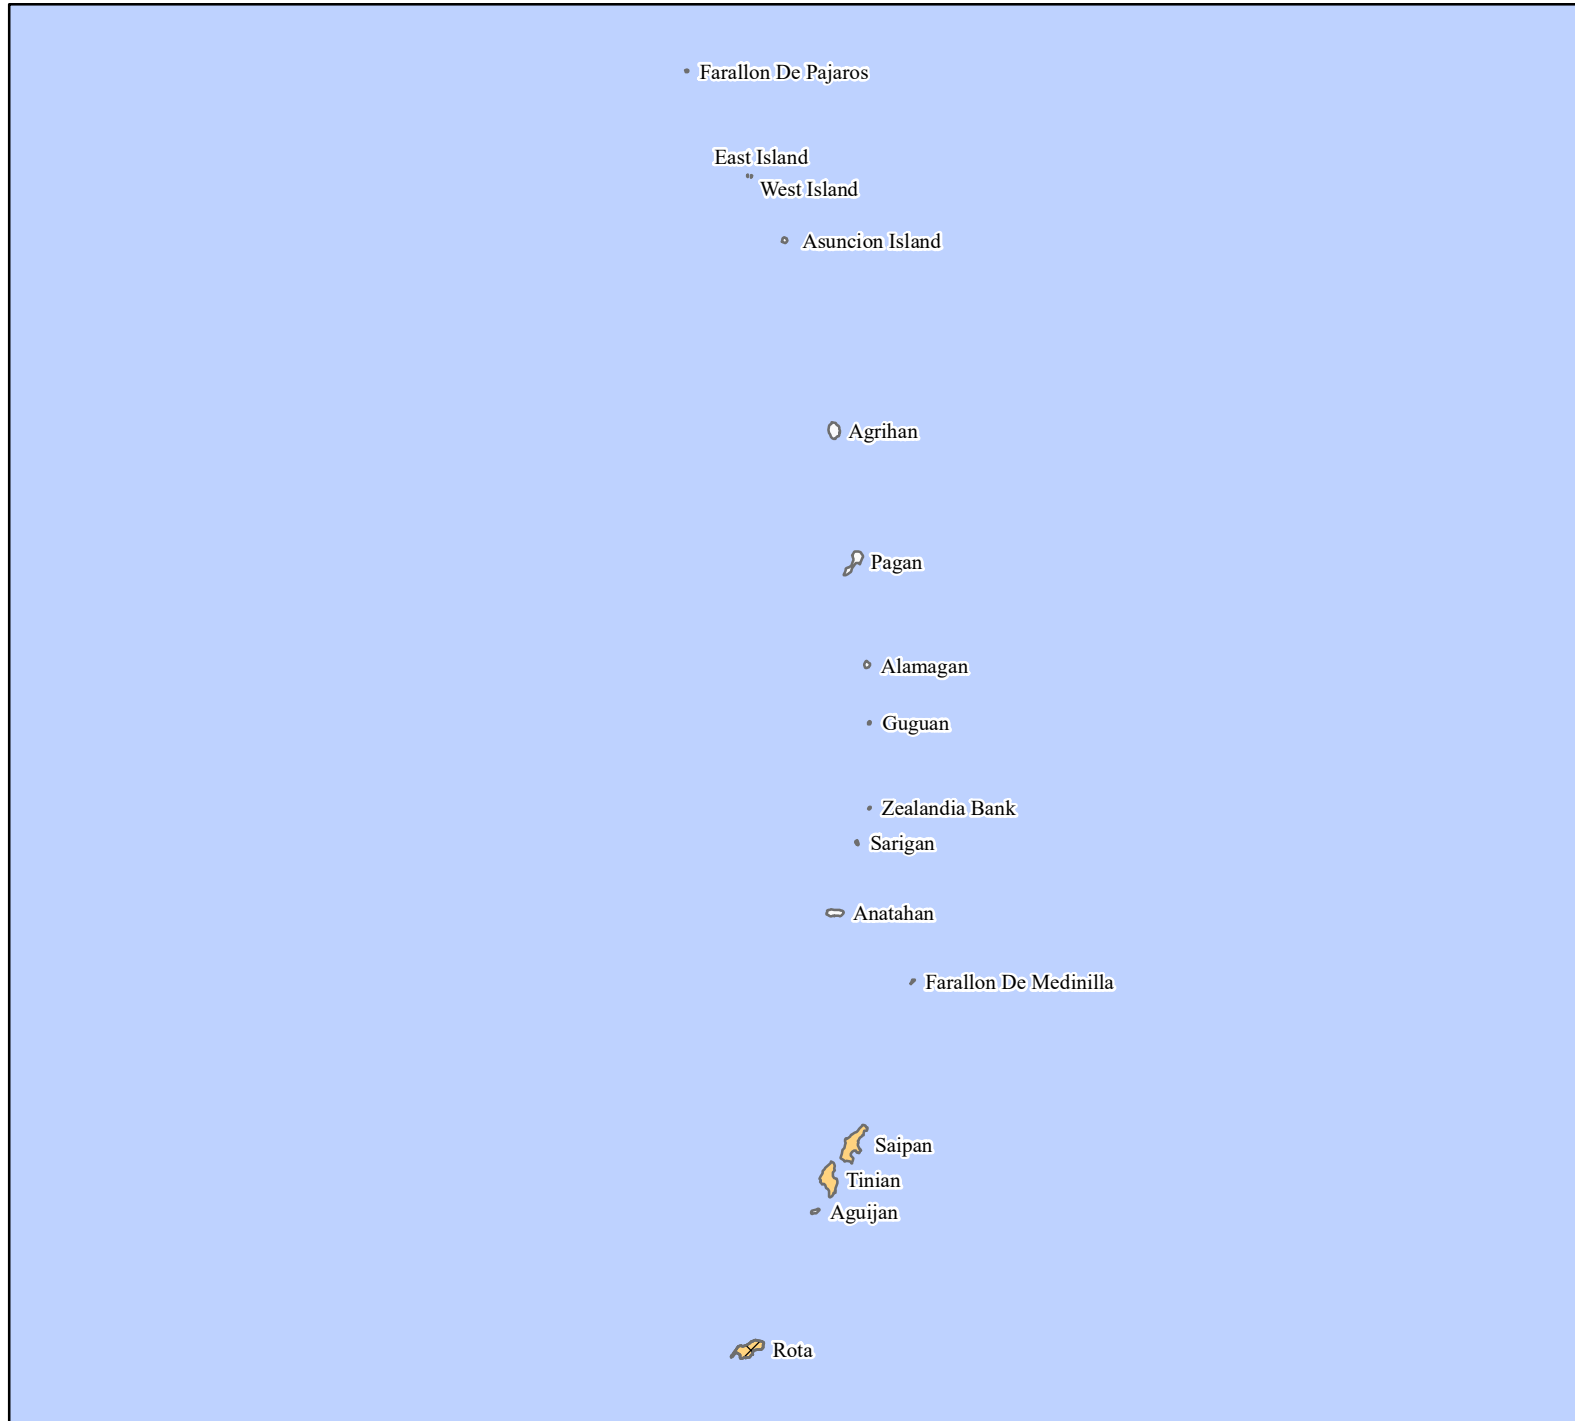 Farallon De Pajaros
East Island
West Island
Asuncion Island
Agrihan
Pagan
Alamagan
Guguan
Zealandia Bank
Sarigan
Anatahan
Farallon De Medinilla
Saipan
Tinian
Aguijan
Rota